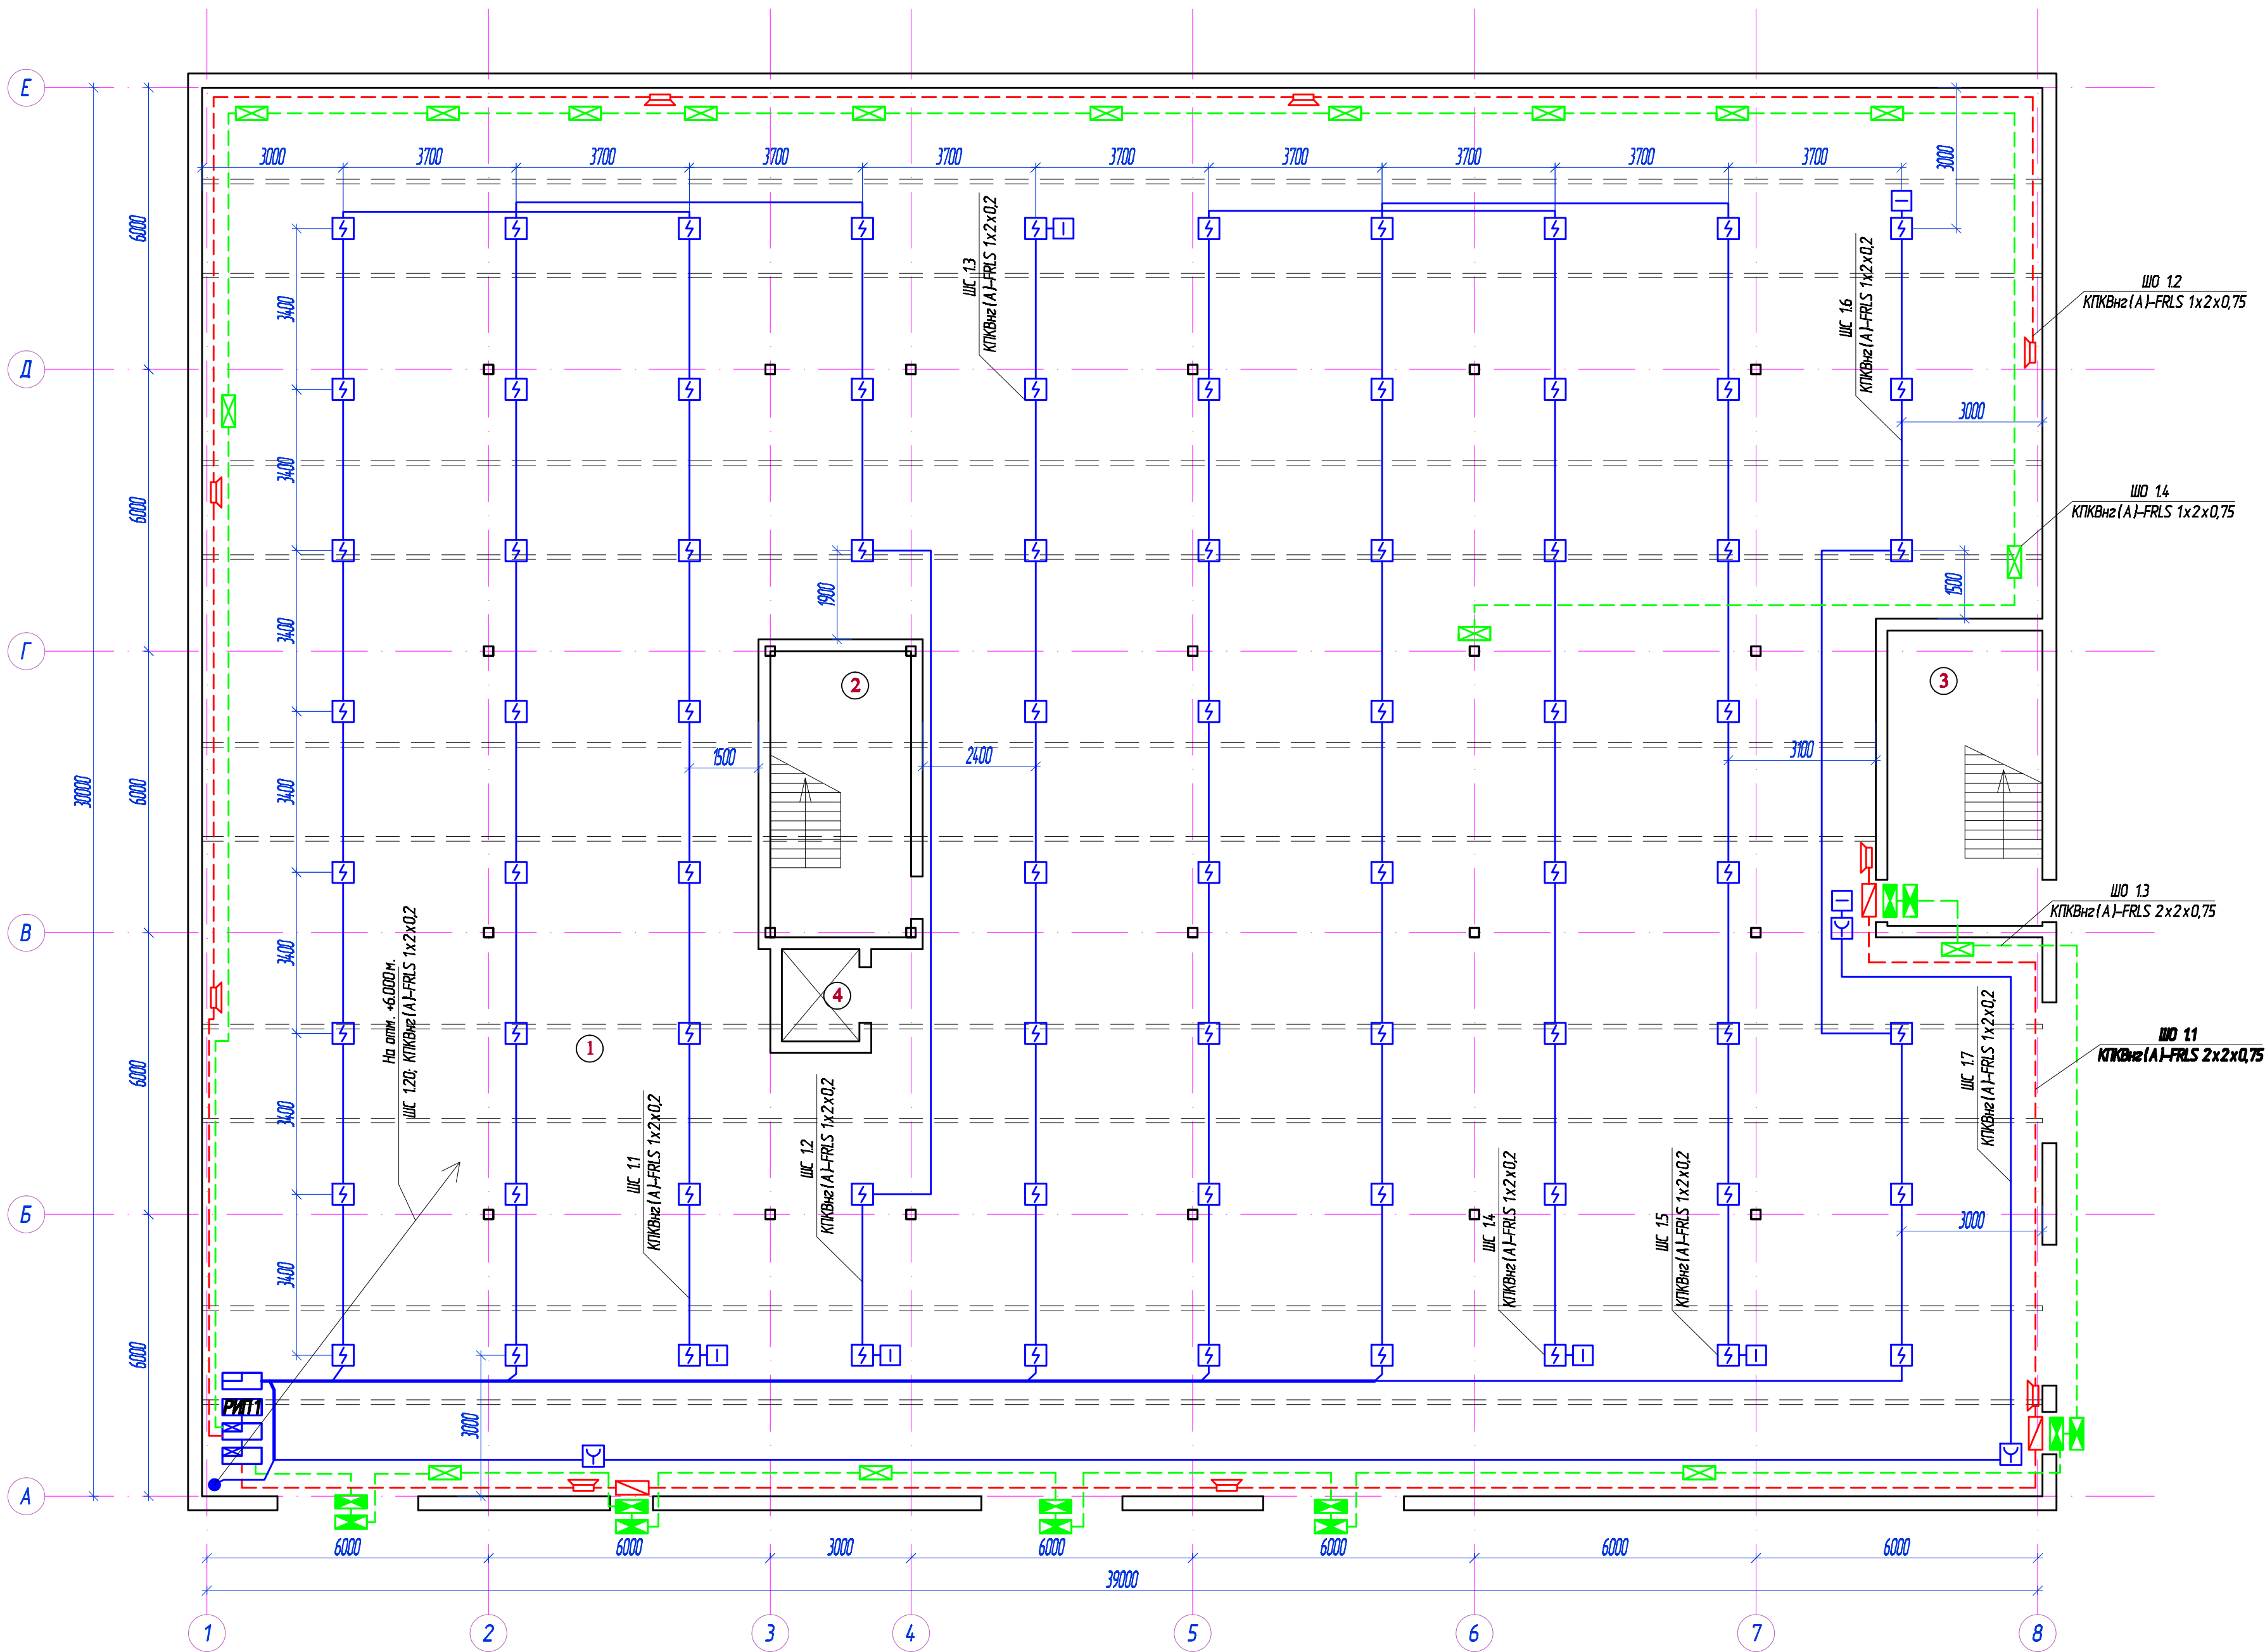 Е
3000
3700
3700
3700
3700
3700
3700
3700
3700
3700
3000
6000
ШС 1.3
КПКВнг(А)-FRLS 1х2х0,2
ШС 1.6
КПКВнг(А)-FRLS 1х2х0,2
ШО 1.2
КПКВнг(А)-FRLS 1х2х0,75
3400
Д
3000
3400
6000
ШО 1.4
КПКВнг(А)-FRLS 1х2х0,75
1900
1500
3400
Г
2
3
1500
2400
3100
30000
6000
3400
ШО 1.3
КПКВнг(А)-FRLS 2х2х0,75
В
3400
На отм. +6.000м.
ШС 1.20; КПКВнг(А)-FRLS 1х2х0,2
4
1
ШС 1.7
КПКВнг(А)-FRLS 1х2х0,2
ШО 1.1
КПКВнг(А)-FRLS 2х2х0,75
6000
3400
ШС 1.1
КПКВнг(А)-FRLS 1х2х0,2
ШС 1.2
КПКВнг(А)-FRLS 1х2х0,2
ШС 1.4
КПКВнг(А)-FRLS 1х2х0,2
ШС 1.5
КПКВнг(А)-FRLS 1х2х0,2
Б
3000
3400
6000
РИП1
3000
А
6000
6000
3000
6000
6000
6000
6000
39000
1
2
3
4
5
6
7
8